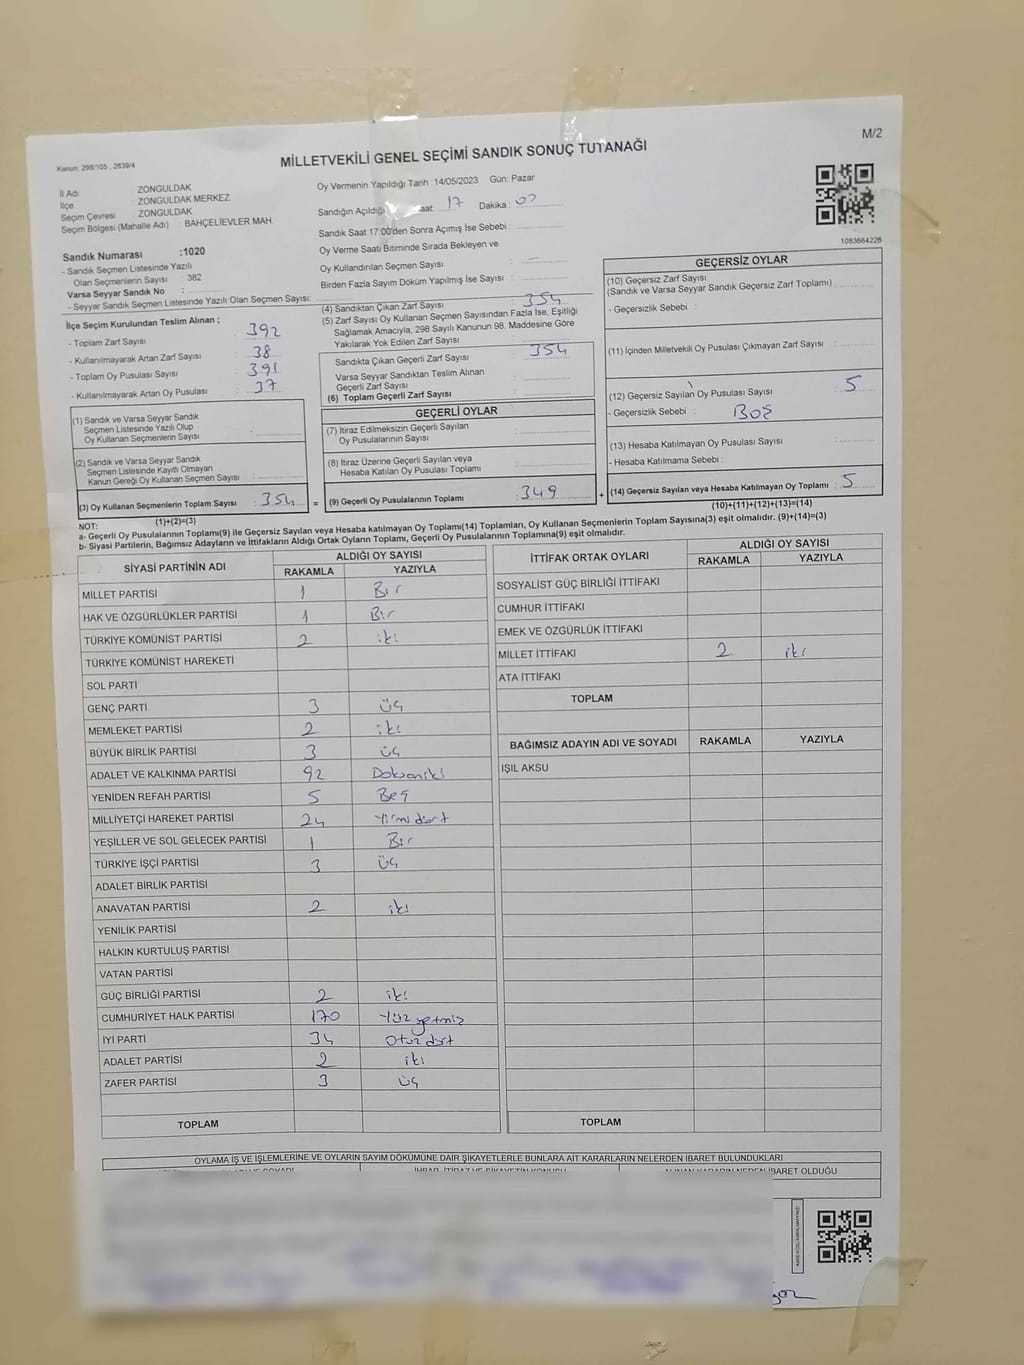 M/2
Kanun: 298/105 , 2839/4
MİLLETVEKİLİ GENEL SEÇİMİ SANDIK SONUÇ TUTANAĞI
İl Adı ZONGULDAK
İlçe ZONGULDAK MERKEZ
Seçim Çevresi ZONGULDAK
Seçim Bölgesi (Mahalle Adı) : BAHÇELİEVLER MAH.
Oy Vermenin Yapıldığı Tarih :14/05/2023 Gün: Pazar
Sandığın Açıldığı Saat: 17 Dakika : 00
Sandık Saat 17:00'den Sonra Açımış İse Sebebi :
Oy Verme Saati Bitiminde Sırada Bekleyen ve
Oy Kullandırılan Seçmen Sayısı :
Birden Fazla Sayım Döküm Yapılmış İse Sayısı :
1083664226
Sandık Numarası :1020
- Sandık Seçmen Listesinde Yazılı
Olan Seçmenlerin Sayısı : 382
Varsa Seyyar Sandık No :
- Seyyar Sandık Seçmen Listesinde Yazılı Olan Seçmen Sayısı:
İlçe Seçim Kurulundan Teslim Alınan ;
- Toplam Zarf Sayısı : 392
- Kullanılmayarak Artan Zarf Sayısı : 38
- Toplam Oy Pusulası Sayısı : 391
- Kullanılmayarak Artan Oy Pusulası : 37
(4) Sandıktan Çıkan Zarf Sayısı : 354
(5) Zarf Sayısı Oy Kullanan Seçmen Sayısından Fazla İse, Eşitliği
Sağlamak Amacıyla, 298 Sayılı Kanunun 98. Maddesine Göre
Yakılarak Yok Edilen Zarf Sayısı :
Sandıkta Çıkan Geçerli Zarf Sayısı : 354
Varsa Seyyar Sandıktan Teslim Alınan
Geçerli Zarf Sayısı :
(6) Toplam Geçerli Zarf Sayısı :
GEÇERSİZ OYLAR
(10) Geçersiz Zarf Sayısı
(Sandık ve Varsa Seyyar Sandık Geçersiz Zarf Toplamı) :
- Geçersizlik Sebebi :
(11) İçinden Milletvekili Oy Pusulası Çıkmayan Zarf Sayısı :
(12) Geçersiz Sayılan Oy Pusulası Sayısı : 5
- Geçersizlik Sebebi : Boş
(13) Hesaba Katılmayan Oy Pusulası Sayısı :
- Hesaba Katılmama Sebebi :
(14) Geçersiz Sayılan veya Hesaba Katılmayan Oy Toplamı : 5
(10)+(11)+(12)+(13)=(14)
(1) Sandık ve Varsa Seyyar Sandık
Seçmen Listesinde Yazılı Olup
Oy Kullanan Seçmenlerin Sayısı :
(2) Sandık ve Varsa Seyyar Sandık
Seçmen Listesinde Kayıtlı Olmayan
Kanun Gereği Oy Kullanan Seçmen Sayısı :
(3) Oy Kullanan Seçmenlerin Toplam Sayısı : 354 =
(1)+(2)=(3)
GEÇERLİ OYLAR
(7) İtiraz Edilmeksizin Geçerli Sayılan
Oy Pusulalarının Sayısı :
(8) İtiraz Üzerine Geçerli Sayılan veya
Hesaba Katılan Oy Pusulası Toplamı :
(9) Geçerli Oy Pusulalarının Toplamı : 349 +
NOT:
a- Geçerli Oy Pusulalarının Toplamı(9) ile Geçersiz Sayılan veya Hesaba katılmayan Oy Toplamı(14) Toplamları, Oy Kullanan Seçmenlerin Toplam Sayısına(3) eşit olmalıdır. (9)+(14)=(3)
b- Siyasi Partilerin, Bağımsız Adayların ve İttifakların Aldığı Ortak Oyların Toplamı, Geçerli Oy Pusulalarının Toplamına(9) eşit olmalıdır.
SİYASİ PARTİNİN ADI ALDIĞI OY SAYISI
RAKAMLA YAZIYLA
MİLLET PARTİSİ 1 Bir
HAK VE ÖZGÜRLÜKLER PARTİSİ 1 Bir
TÜRKİYE KOMÜNİST PARTİSİ 2 iki
TÜRKİYE KOMÜNİST HAREKETİ
SOL PARTİ
GENÇ PARTİ 3 üç
MEMLEKET PARTİSİ 2 iki
BÜYÜK BİRLİK PARTİSİ 3 üç
ADALET VE KALKINMA PARTİSİ 92 Doksaniki
YENİDEN REFAH PARTİSİ 5 Beş
MİLLİYETÇİ HAREKET PARTİSİ 24 Yirmi dört
YEŞİLLER VE SOL GELECEK PARTİSİ 1 Bir
TÜRKİYE İŞÇİ PARTİSİ 3 üç
ADALET BİRLİK PARTİSİ
ANAVATAN PARTİSİ 2 iki
YENİLİK PARTİSİ
HALKIN KURTULUŞ PARTİSİ
VATAN PARTİSİ
GÜÇ BİRLİĞİ PARTİSİ 2 iki
CUMHURİYET HALK PARTİSİ 170 Yüz yetmiş
İYİ PARTİ 34 otuz dört
ADALET PARTİSİ 2 iki
ZAFER PARTİSİ 3 üç
TOPLAM
İTTİFAK ORTAK OYLARI ALDIĞI OY SAYISI
RAKAMLA YAZIYLA
SOSYALİST GÜÇ BİRLİĞİ İTTİFAKI
CUMHUR İTTİFAKI
EMEK VE ÖZGÜRLÜK İTTİFAKI
MİLLET İTTİFAKI 2 iki
ATA İTTİFAKI
TOPLAM
BAĞIMSIZ ADAYIN ADI VE SOYADI RAKAMLA YAZIYLA
IŞIL AKSU
TOPLAM
OYLAMA İŞ VE İŞLEMLERİNE VE OYLARIN SAYIM DÖKÜMÜNE DAİR ŞİKAYETLERLE BUNLARA AİT KARARLARIN NELERDEN İBARET BULUNDUKLARI